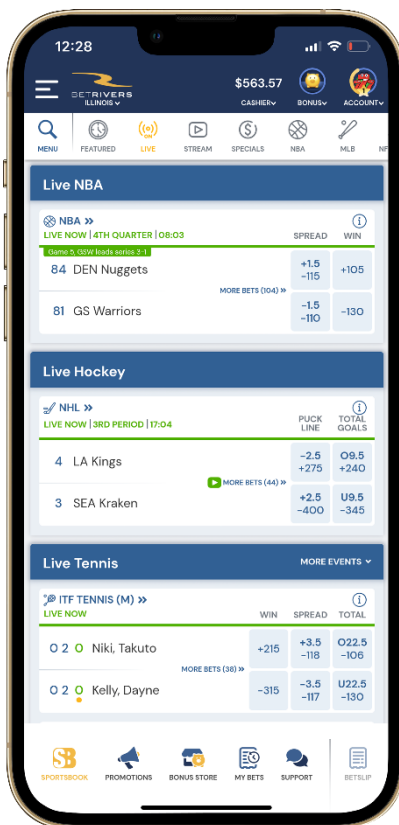 12:28
BETRIVERS
ILLINOIS
$563.57
CASHIER
BONUS
ACCOUNT
MENU FEATURED LIVE STREAM SPECIALS NBA MLB NF
ON
Live NBA
NBA »
LIVE NOW | 4TH QUARTER | 08:03 SPREAD WIN
Game 5, GSW leads series 3-1
84 DEN Nuggets +1.5 -115 +105
MORE BETS (104) »
81 GS Warriors -1.5 -110 -130
Live Hockey
NHL »
LIVE NOW | 3RD PERIOD | 17:04 PUCK LINE TOTAL GOALS
4 LA Kings -2.5 +275 O9.5 +240
MORE BETS (44) »
3 SEA Kraken +2.5 -400 U9.5 -345
Live Tennis MORE EVENTS
ITF TENNIS (M) »
LIVE NOW WIN SPREAD TOTAL
0 2 0 Niki, Takuto +215 +3.5 -118 O22.5 -106
MORE BETS (38) »
0 2 0 Kelly, Dayne -315 -3.5 -117 U22.5 -130
SB
SPORTSBOOK PROMOTIONS BONUS STORE MY BETS SUPPORT BETSLIP